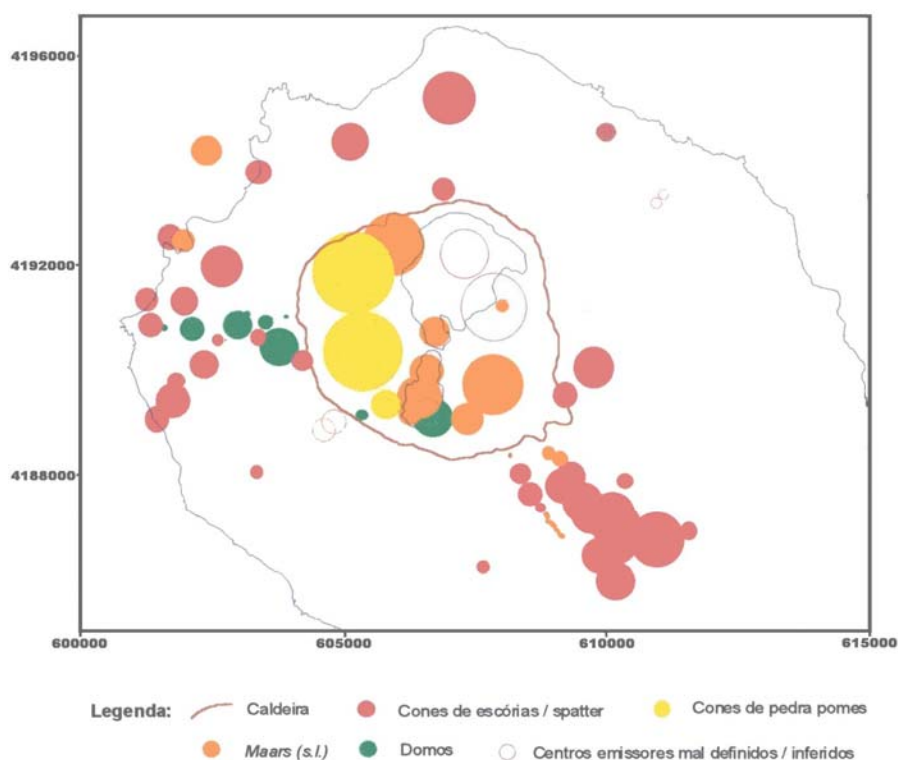 4196000
4192000
4188000
600000 605000 610000 615000
Legenda: Caldeira Cones de escórias / spatter Cones de pedra pomes
Maars (s.l.) Domos Centros emissores mal definidos / inferidos